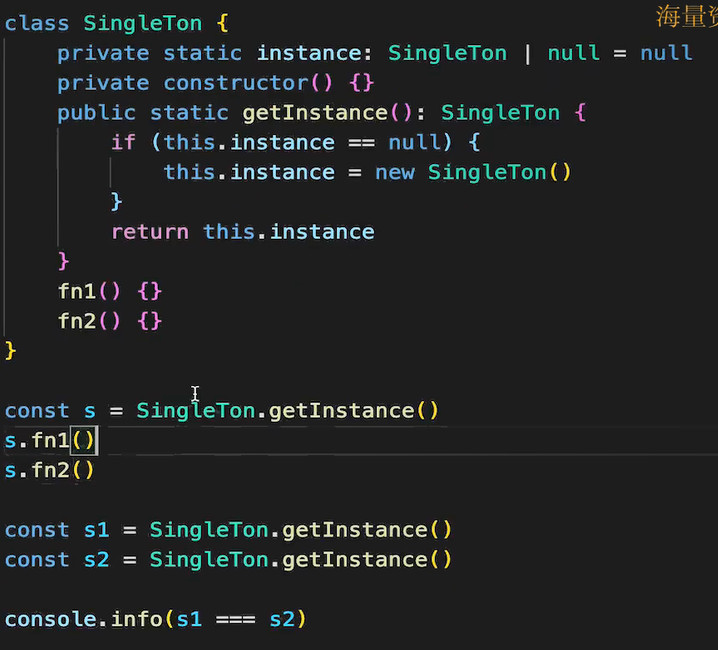 海量
class SingleTon {
    private static instance: SingleTon | null = null
    private constructor() {}
    public static getInstance(): SingleTon {
        if (this.instance == null) {
            this.instance = new SingleTon()
        }
        return this.instance
    }
    fn1() {}
    fn2() {}
}
const s = SingleTon.getInstance()
s.fn1()
s.fn2()
const s1 = SingleTon.getInstance()
const s2 = SingleTon.getInstance()
console.info(s1 === s2)